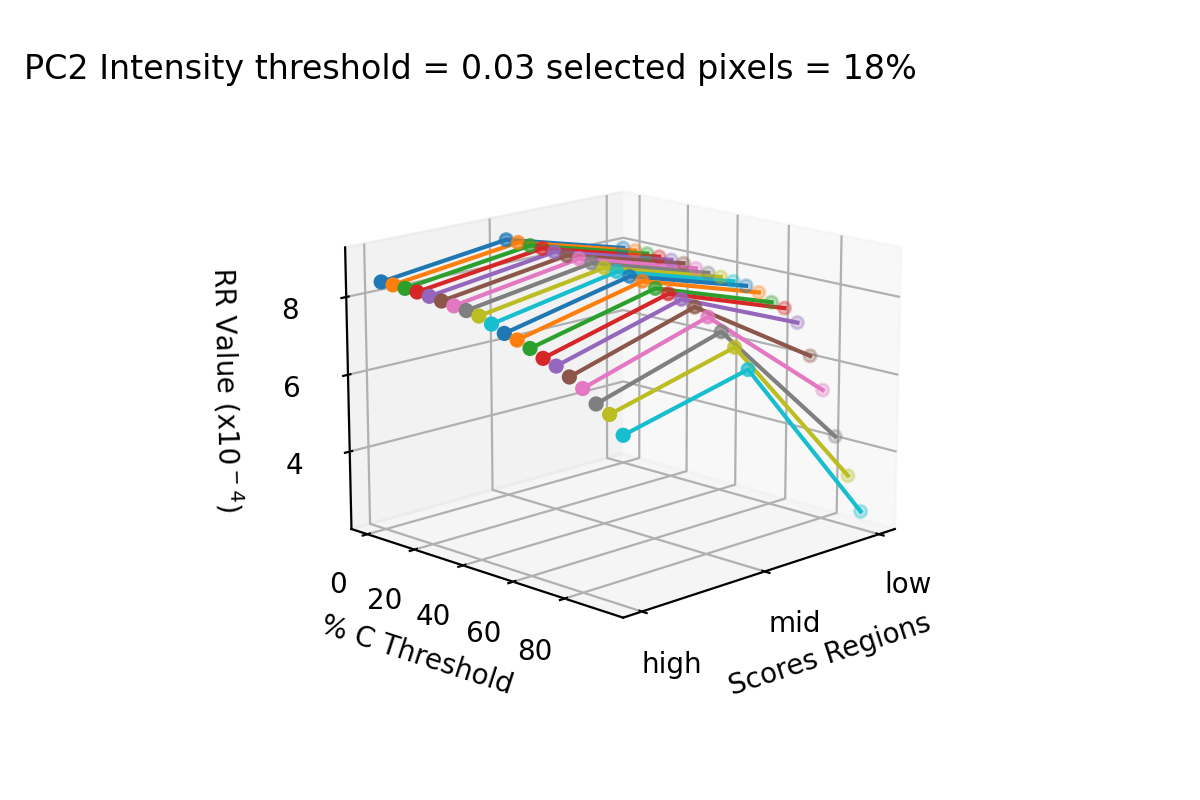 PC2 Intensity threshold = 0.03 selected pixels = 18%
RR Value (x10⁻⁴)
8
6
4
0
20
40
60
80
% C Threshold
high
mid
low
Scores Regions